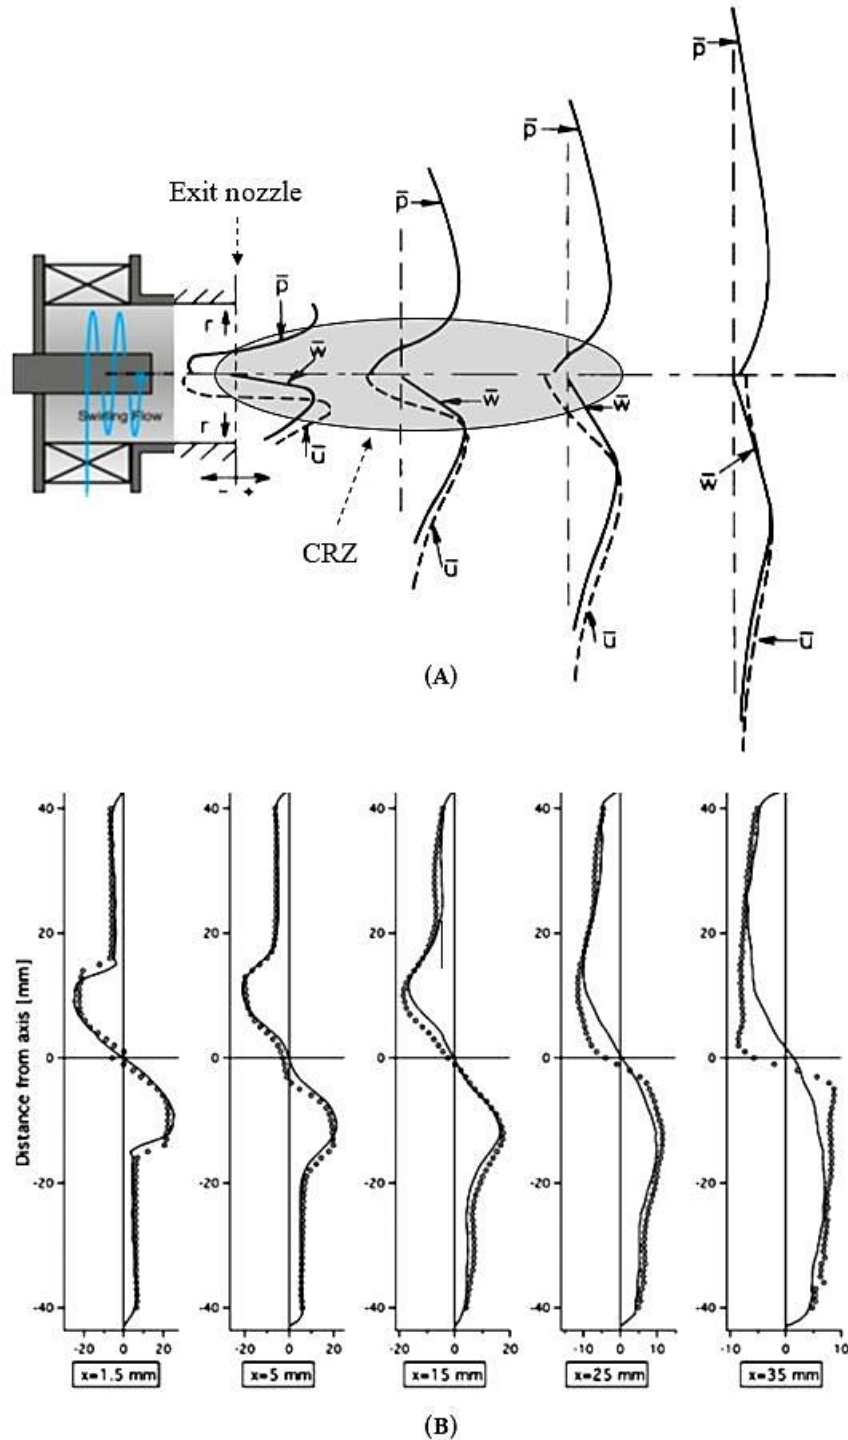 p̄
p̄
p̄
Exit nozzle
p̄
r
w̄
Swirling Flow
r
ū
- +
w̄
w̄
w̄
CRZ
ū
ū
ū
(A)
Distance from axis [mm]
40 40 40 40 40
20 20 20 20 20
0 0 0 0 0
-20 -20 -20 -20 -20
-40 -40 -40 -40 -40
-20 0 20 0 20 -20 0 20 0 10 -10 0 10
x=1.5 mm x=5 mm x=15 mm x=25 mm x=35 mm
(B)